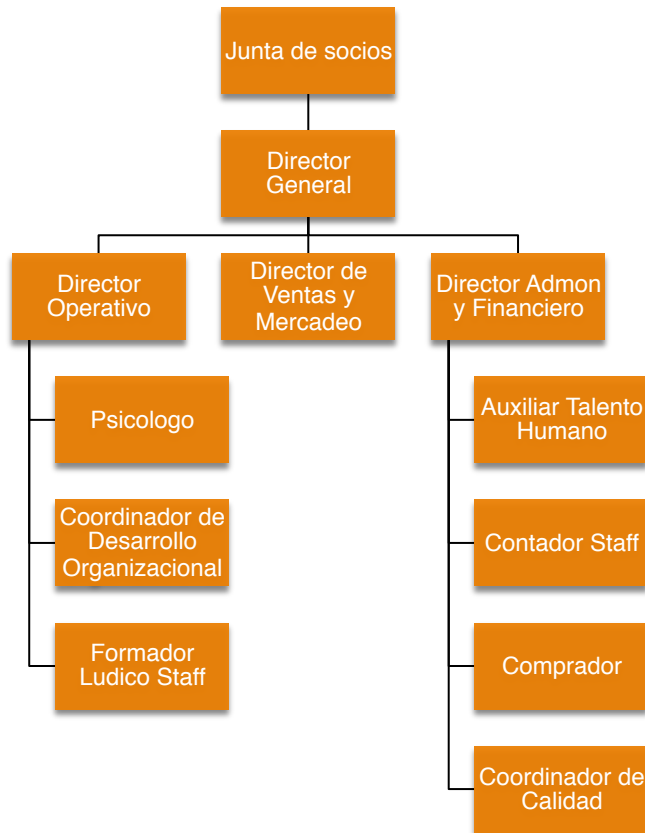 Junta de socios
Director
General
Director
Operativo
Director de
Ventas y
Mercadeo
Director Admon
y Financiero
Psicologo
Coordinador de
Desarrollo
Organizacional
Formador
Ludico Staff
Auxiliar Talento
Humano
Contador Staff
Comprador
Coordinador de
Calidad